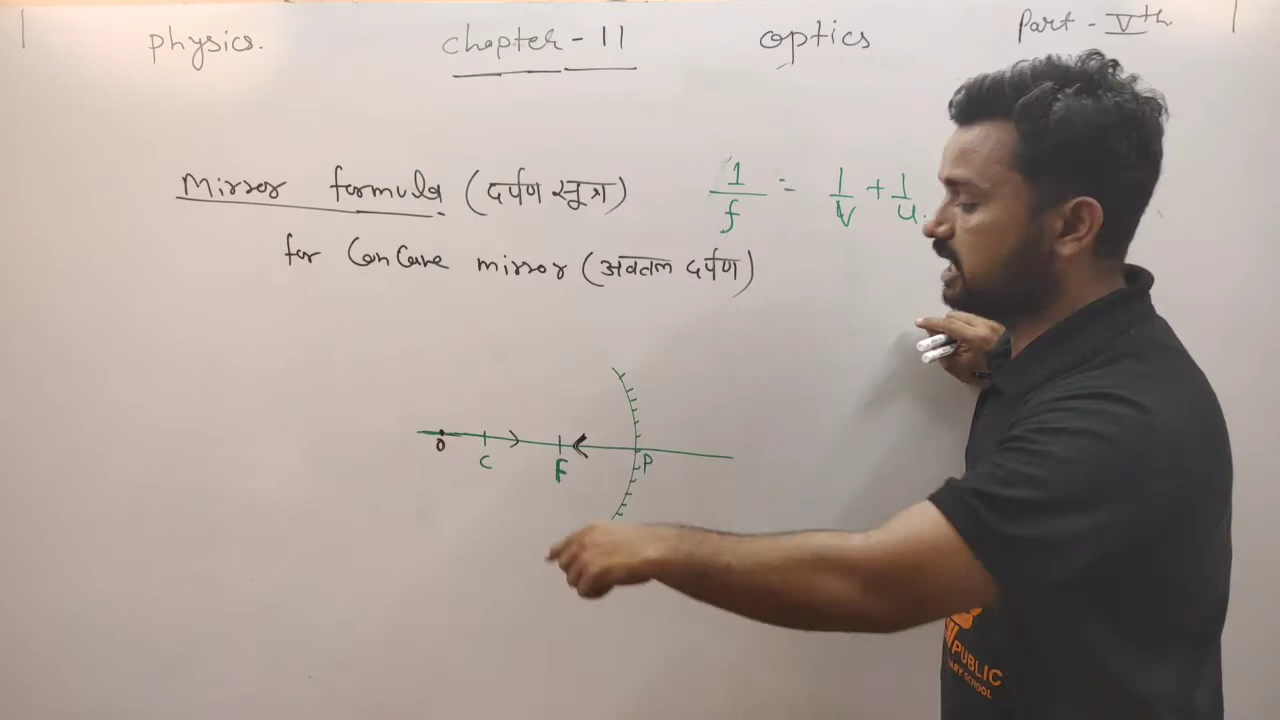 physics. chapter - 11 optics Part - Vth
Mirror formula (दर्पण सूत्र) 1/f = 1/v + 1/u
for Concave mirror (अवतल दर्पण)
O C F P
PUBLIC
SCHOOL